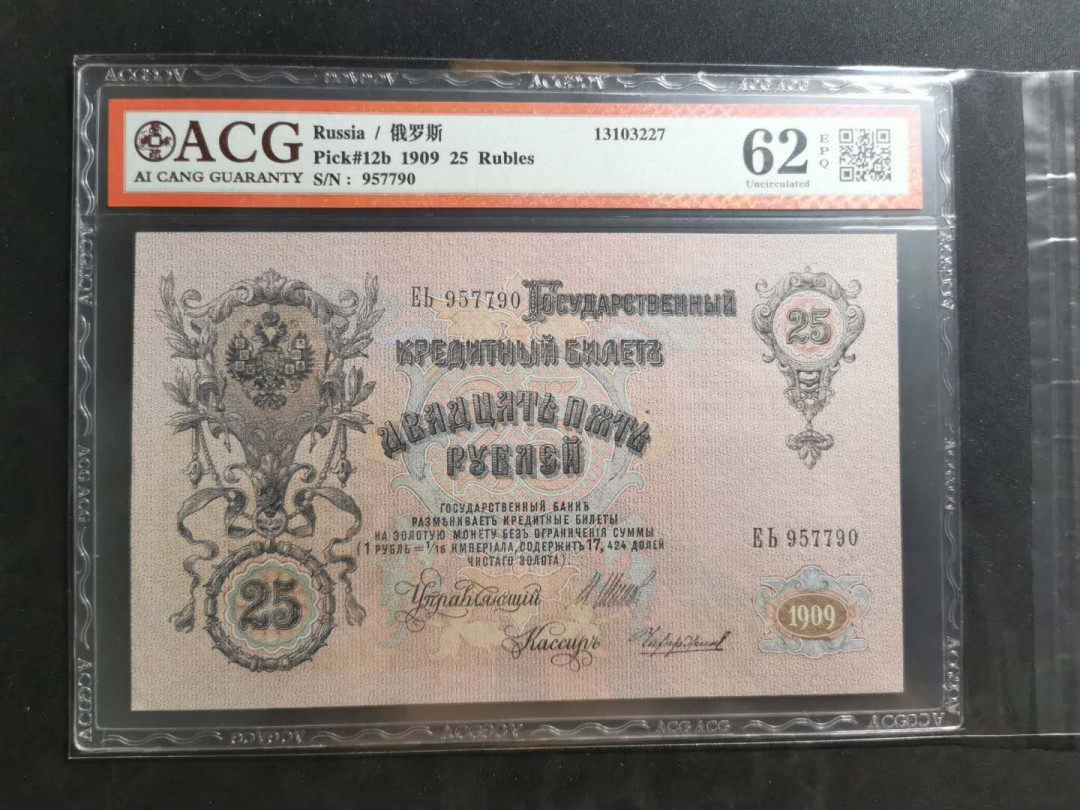 ACG
AI CANG GUARANTY
Russia / 俄罗斯
Pick#12b 1909 25 Rubles
S/N : 957790
13103227
62
EPQ
Uncirculated
ЕЬ 957790
Государственный
кредитный билетъ
двадцать пять
рублей
25
25
ГОСУДАРСТВЕННЫЙ БАНКЪ
РАЗМѢНИВАЕТЪ КРЕДИТНЫЕ БИЛЕТЫ
НА ЗОЛОТУЮ МОНЕТУ БЕЗЪ ОГРАНИЧЕНІЯ СУММЫ
(1 РУБЛЬ = 1/15 ИМПЕРІАЛА, СОДЕРЖИТЪ 17,424 ДОЛЕЙ
ЧИСТАГО ЗОЛОТА).
ЕЬ 957790
Управляющій
Кассиръ
25
1909